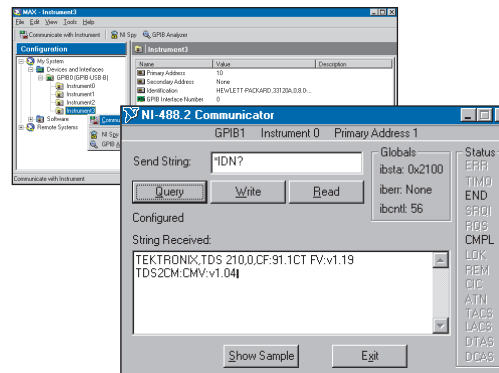 MAX - Instrument3
File Edit View Tools Help
Communicate with Instrument NI Spy GPIB Analyzer
Configuration
My System
Devices and Interfaces
GPIB0 (GPIB-USB-B)
Instrument0
Instrument1
Instrument2
Instrument3
Software
Remote Systems
Commu
NI Spy
GPIB A
Instrument3
Name Value Description
Primary Address 10
Secondary Address None
Identification HEWLETT-PACKARD,33120A,0,8.0-...
GPIB Interface Number 0
Communicate with Instrument
NI-488.2 Communicator
GPIB1 Instrument 0 Primary Address 1
Send String: *IDN?
Query Write Read
Configured
Globals
ibsta: 0x2100
iberr: None
ibcntl: 56
Status
ERR
TIMO
END
SRQI
RQS
CMPL
LOK
REM
CIC
ATN
TACS
LACS
DTAS
DCAS
String Received:
TEKTRONIX,TDS 210,0,CF:91.1CT FV:v1.19
TDS2CM:CMV:v1.04
Show Sample Exit